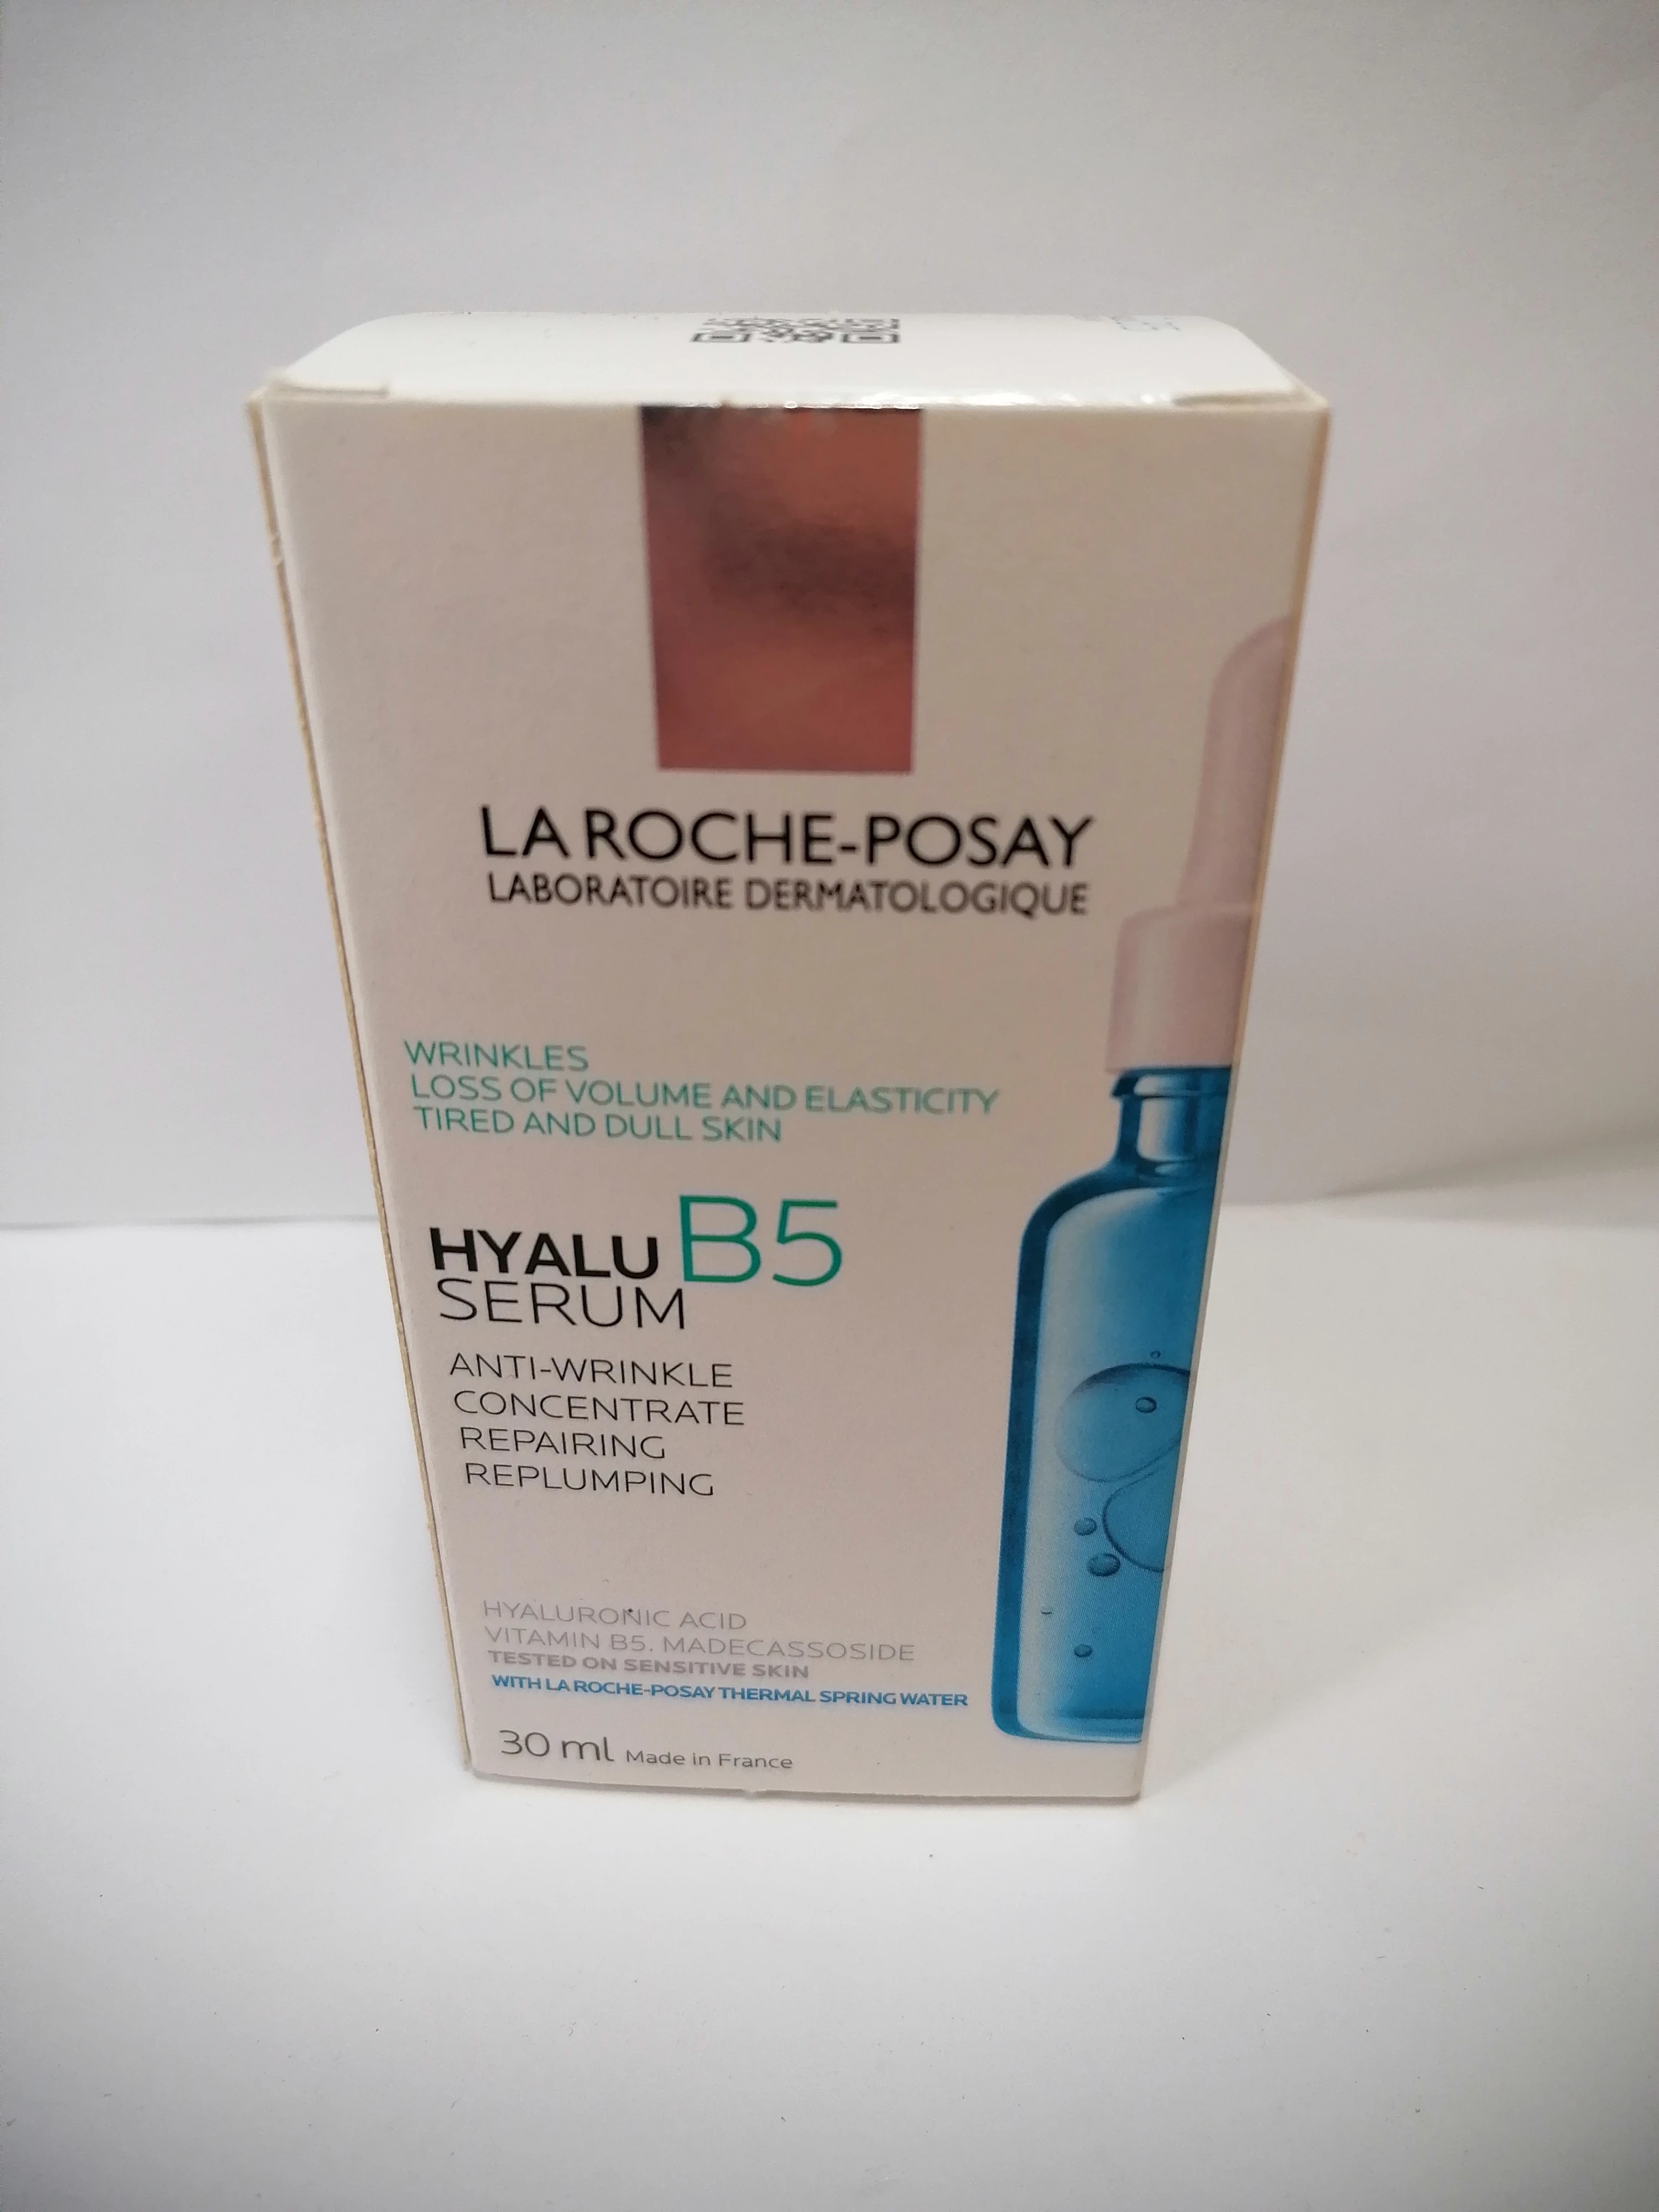 LA ROCHE-POSAY
LABORATOIRE DERMATOLOGIQUE
WRINKLES
LOSS OF VOLUME AND ELASTICITY
TIRED AND DULL SKIN
HYALU B5
SERUM
ANTI-WRINKLE
CONCENTRATE
REPAIRING
REPLUMPING
HYALURONIC ACID
VITAMIN B5. MADECASSOSIDE
TESTED ON SENSITIVE SKIN
WITH LA ROCHE-POSAY THERMAL SPRING WATER
30 ml Made in France